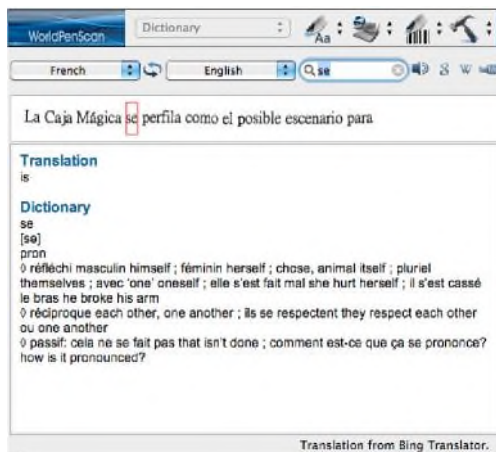 WorldPenScan
Dictionary
Aa
French
English
se
S W
La Caja Mágica se perfila como el posible escenario para
Translation
is
Dictionary
se
[sə]
pron
◊ réfléchi masculin himself ; féminin herself ; chose, animal itself ; pluriel
themselves ; avec 'one' oneself ; elle s'est fait mal she hurt herself ; il s'est cassé
le bras he broke his arm
◊ réciproque each other, one another ; ils se respectent they respect each other
ou one another
◊ passif: cela ne se fait pas that isn't done ; comment est-ce que ça se prononce?
how is it pronounced?
Translation from Bing Translator.